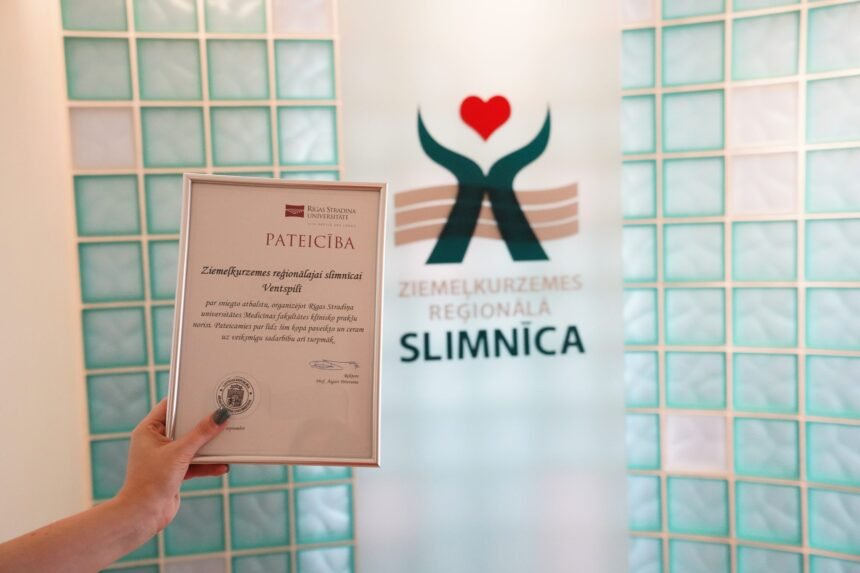 RĪGAS STRADIŅA
UNIVERSITĀTE
PATEICĪBA
Ziemeļkurzemes reģionālajai slimnīcai
Ventspilī
par sniegto atbalstu, organizējot Rīgas Stradiņa
universitātes Medicīnas fakultātes klīnisko prakšu
norisi. Pateicamies par līdz šim kopā paveikto un ceram
uz veiksmīgu sadarbību arī turpmāk.
Rektors
Prof. Aigars Pētersons
ZIEMEĻKURZEMES
REĢIONĀLĀ
SLIMNĪCA